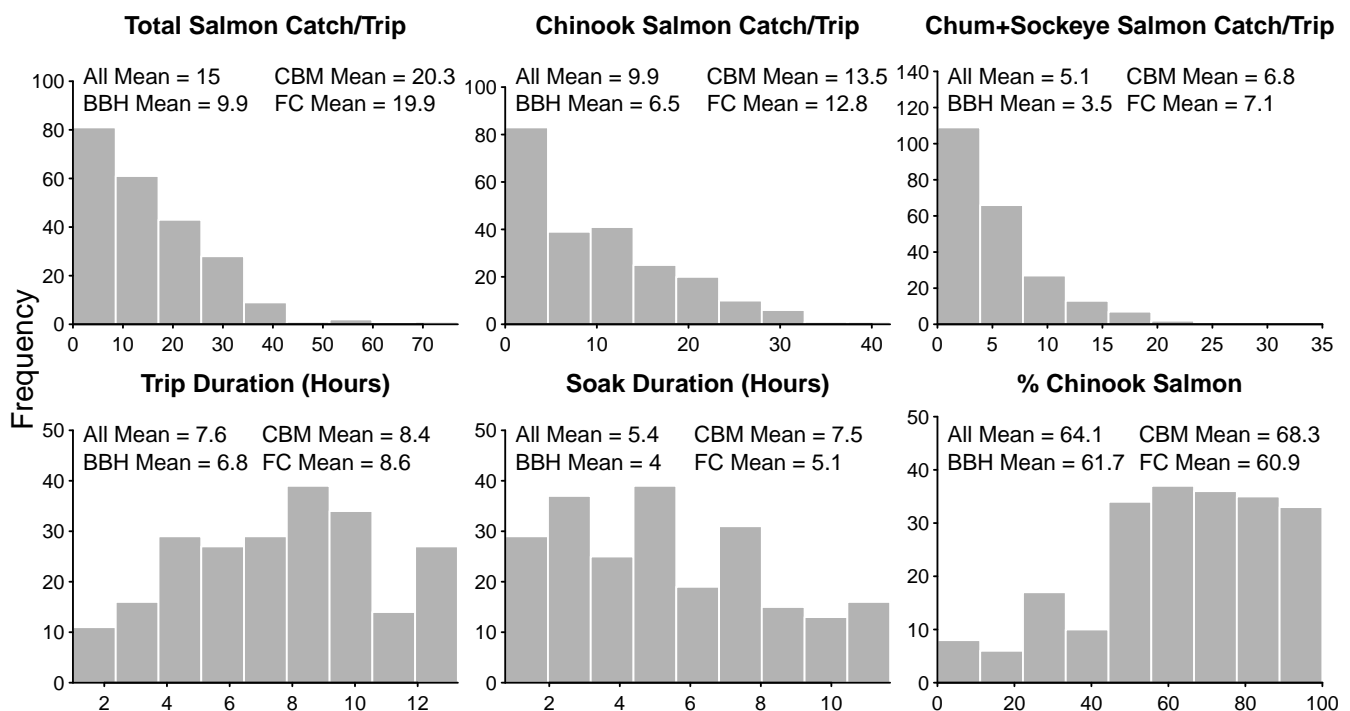 Total Salmon Catch/Trip
All Mean = 15 CBM Mean = 20.3
BBH Mean = 9.9 FC Mean = 19.9
100
80
60
40
20
0
0 10 20 30 40 50 60 70
Chinook Salmon Catch/Trip
All Mean = 9.9 CBM Mean = 13.5
BBH Mean = 6.5 FC Mean = 12.8
100
80
60
40
20
0
0 10 20 30 40
Chum+Sockeye Salmon Catch/Trip
All Mean = 5.1 CBM Mean = 6.8
BBH Mean = 3.5 FC Mean = 7.1
140
120
100
80
60
40
20
0
0 5 10 15 20 25 30 35
Frequency
Trip Duration (Hours)
All Mean = 7.6 CBM Mean = 8.4
BBH Mean = 6.8 FC Mean = 8.6
50
40
30
20
10
0
2 4 6 8 10 12
Soak Duration (Hours)
All Mean = 5.4 CBM Mean = 7.5
BBH Mean = 4 FC Mean = 5.1
50
40
30
20
10
0
2 4 6 8 10
% Chinook Salmon
All Mean = 64.1 CBM Mean = 68.3
BBH Mean = 61.7 FC Mean = 60.9
50
40
30
20
10
0
0 20 40 60 80 100